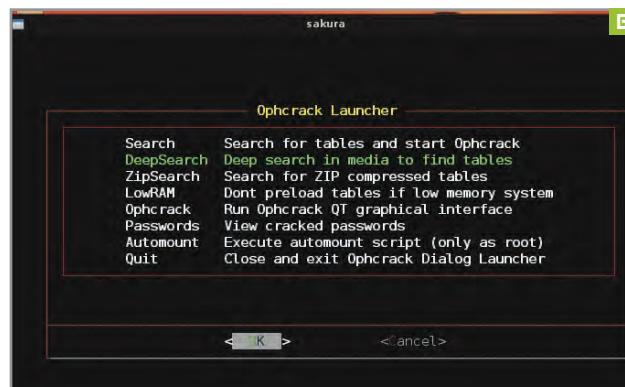 sakura
Ophcrack Launcher
Search Search for tables and start Ophcrack
DeepSearch Deep search in media to find tables
ZipSearch Search for ZIP compressed tables
LowRAM Dont preload tables if low memory system
Ophcrack Run Ophcrack QT graphical interface
Passwords View cracked passwords
Automount Execute automount script (only as root)
Quit Close and exit Ophcrack Dialog Launcher
< OK > <Cancel>